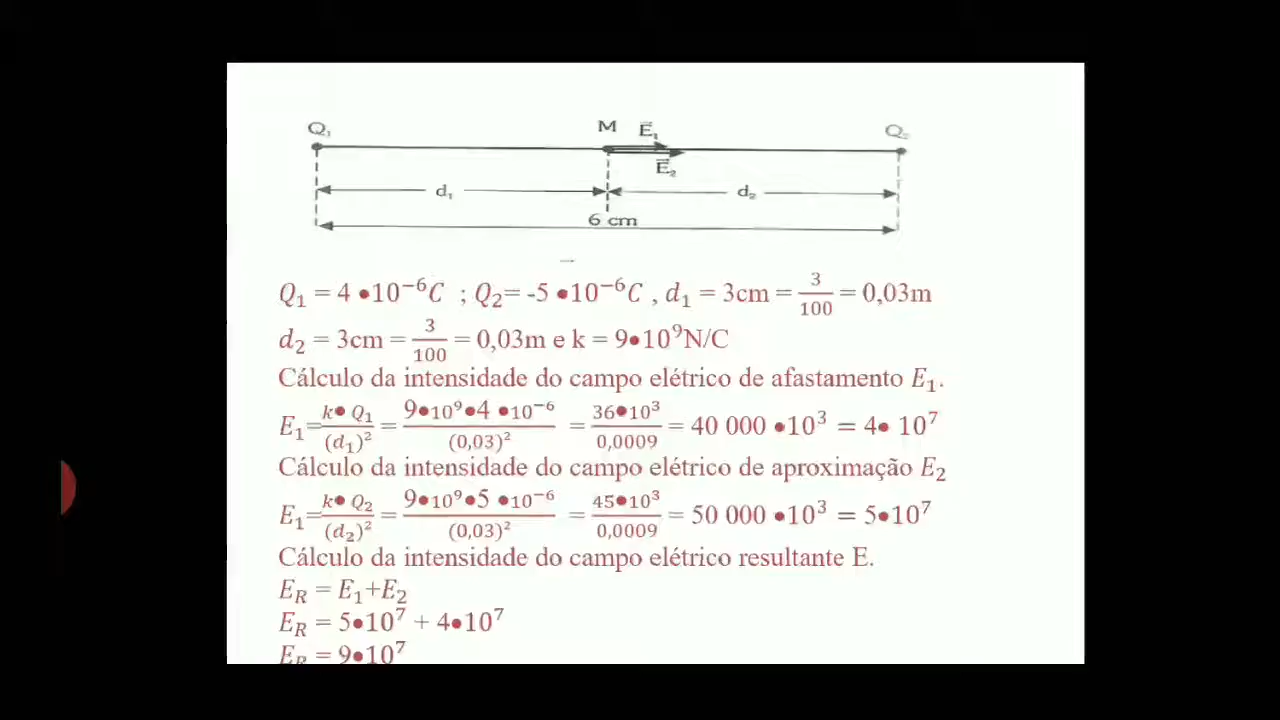 Q₁ M E⃗₁ Q₂
E⃗₂
d₁ d₂
6 cm
Q₁ = 4 •10⁻⁶C ; Q₂= -5 •10⁻⁶C , d₁ = 3cm = 3/100 = 0,03m
d₂ = 3cm = 3/100 = 0,03m e k = 9•10⁹N/C
Cálculo da intensidade do campo elétrico de afastamento E₁.
E₁=k• Q₁/(d₁)² = 9•10⁹•4 •10⁻⁶/(0,03)² = 36•10³/0,0009 = 40 000 •10³ = 4• 10⁷
Cálculo da intensidade do campo elétrico de aproximação E₂
E₁=k• Q₂/(d₂)² = 9•10⁹•5 •10⁻⁶/(0,03)² = 45•10³/0,0009 = 50 000 •10³ = 5•10⁷
Cálculo da intensidade do campo elétrico resultante E.
E_R = E₁+E₂
E_R = 5•10⁷ + 4•10⁷
E_R = 9•10⁷